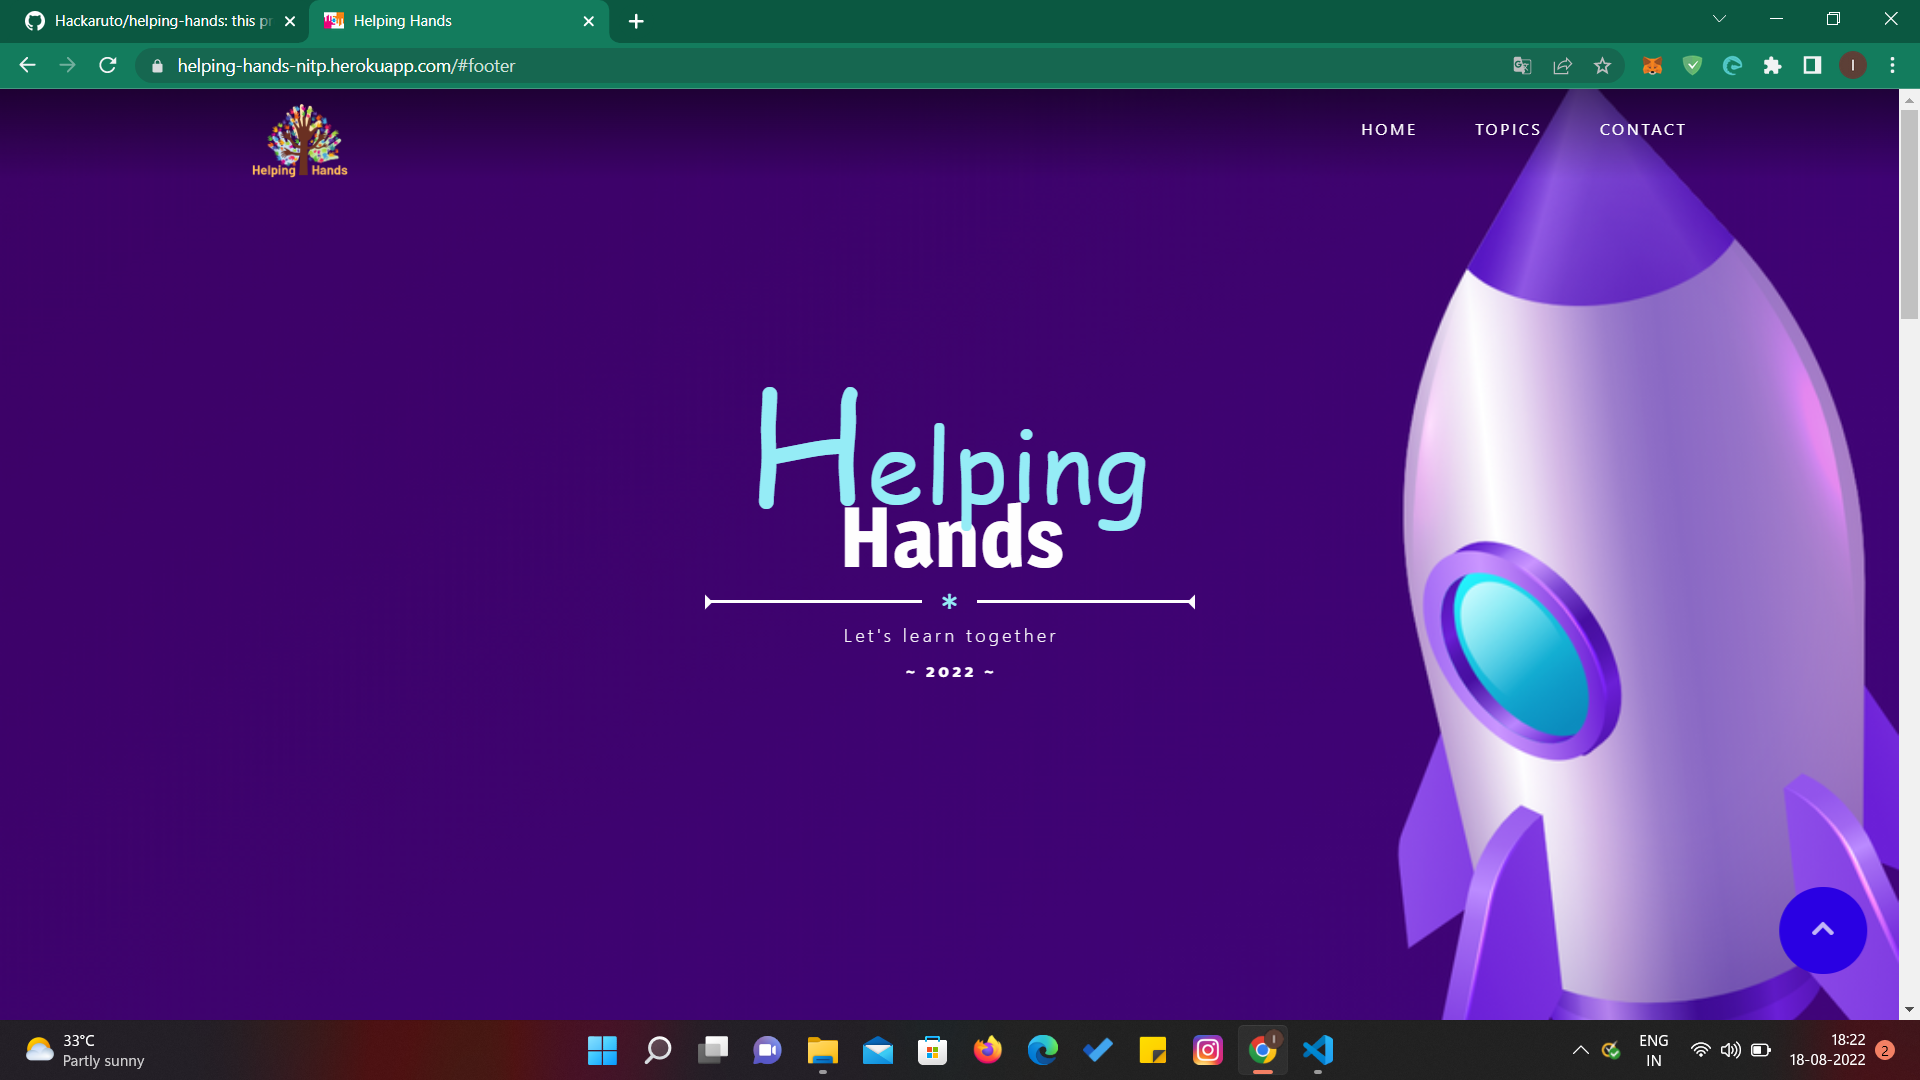 Hackaruto/helping-hands: this pr
Helping Hands
helping-hands-nitp.herokuapp.com/#footer
I
Helping Hands
HOME
TOPICS
CONTACT
Helping
Hands
*
Let's learn together
~ 2022 ~
33°C
Partly sunny
I
ENG
IN
18:22
18-08-2022
2